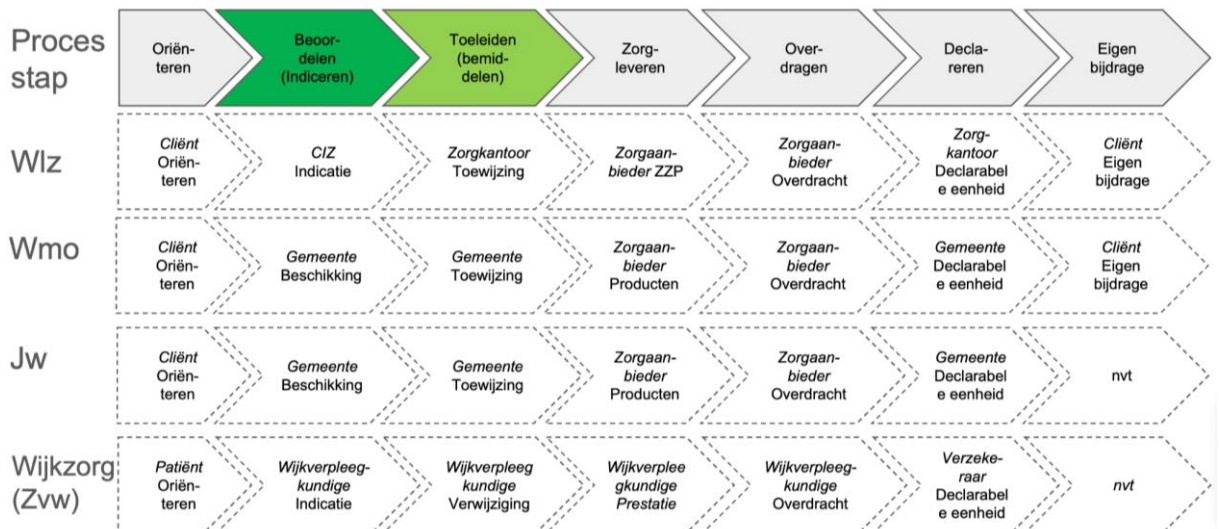 Proces
stap
Oriën-
teren
Beoor-
delen
(Indiceren)
Toeleiden
(bemid-
delen)
Zorg-
leveren
Over-
dragen
Decla-
reren
Eigen
bijdrage
Wlz
Cliënt
Oriën-
teren
CIZ
Indicatie
Zorgkantoor
Toewijzing
Zorgaan-
bieder ZZP
Zorgaan-
bieder
Overdracht
Zorg-
kantoor
Declarabel
e eenheid
Cliënt
Eigen
bijdrage
Wmo
Cliënt
Oriën-
teren
Gemeente
Beschikking
Gemeente
Toewijzing
Zorgaan-
bieder
Producten
Zorgaan-
bieder
Overdracht
Gemeente
Declarabel
e eenheid
Cliënt
Eigen
bijdrage
Jw
Cliënt
Oriën-
teren
Gemeente
Beschikking
Gemeente
Toewijzing
Zorgaan-
bieder
Producten
Zorgaan-
bieder
Overdracht
Gemeente
Declarabel
e eenheid
nvt
Wijkzorg
(Zvw)
Patiënt
Oriën-
teren
Wijkverpleeg-
kundige
Indicatie
Wijkverpleeg
kundige
Verwijziging
Wijkverplee
gkundige
Prestatie
Wijkverpleeg-
kundige
Overdracht
Verzeke-
raar
Declarabel
e eenheid
nvt